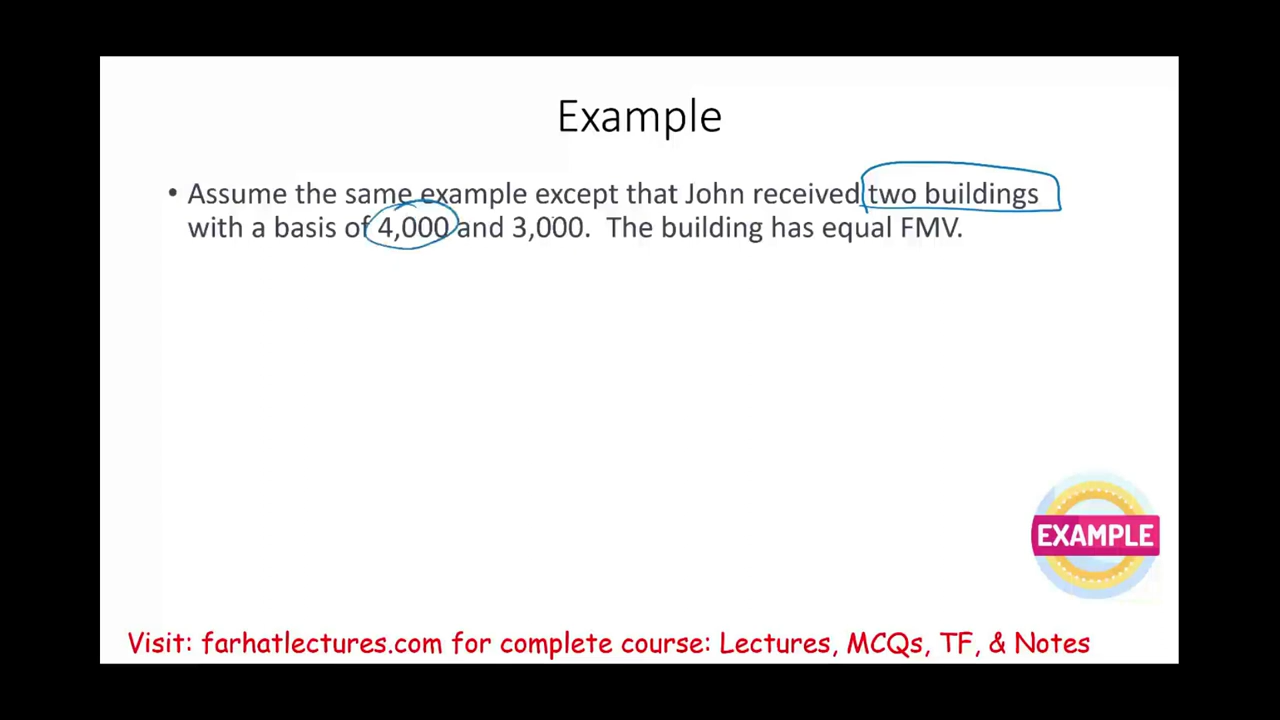 Example
• Assume the same example except that John received two buildings
with a basis of 4,000 and 3,000. The building has equal FMV.
EXAMPLE
Visit: farhatlectures.com for complete course: Lectures, MCQs, TF, & Notes